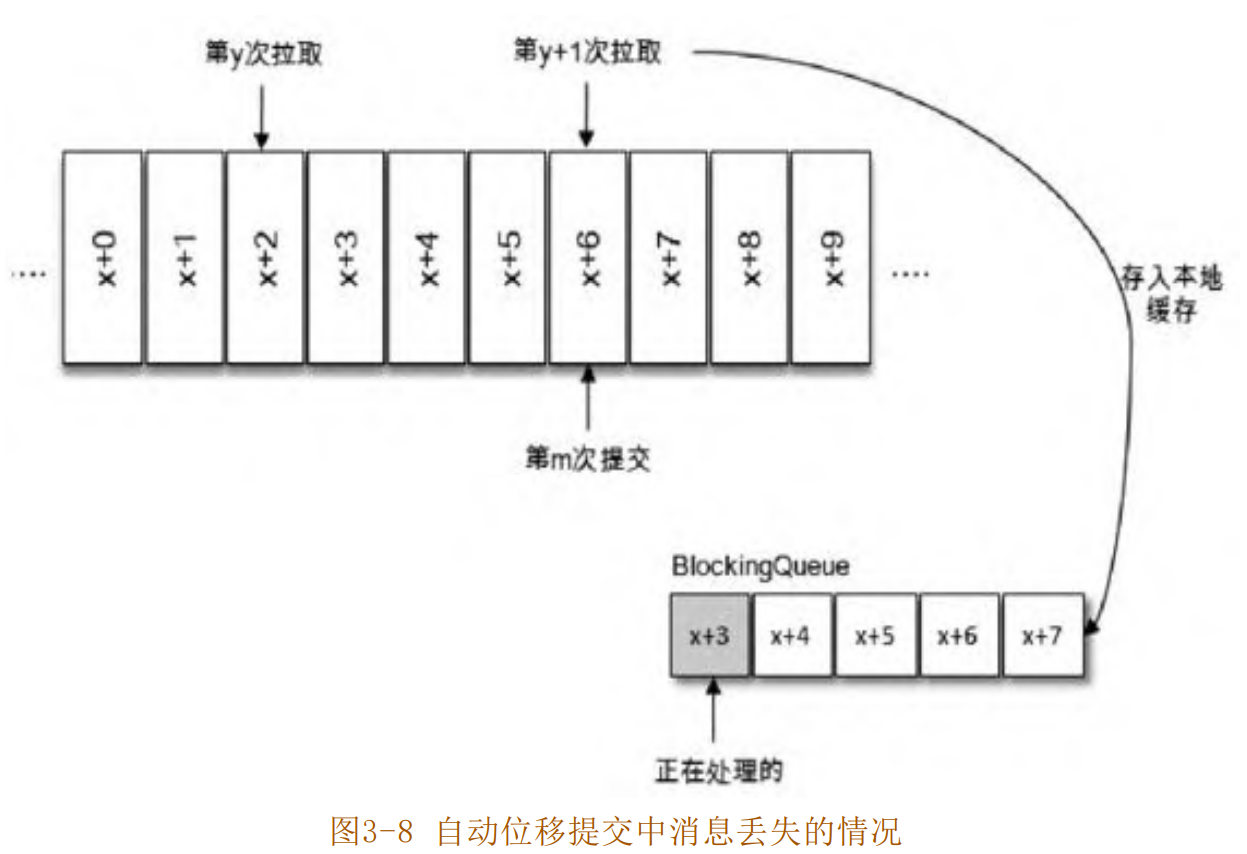 第y次拉取 第y+1次拉取
.... x+0 x+1 x+2 x+3 x+4 x+5 x+6 x+7 x+8 x+9 ....
存入本地
缓存
第m次提交
BlockingQueue
x+3 x+4 x+5 x+6 x+7
正在处理的
图3-8 自动位移提交中消息丢失的情况